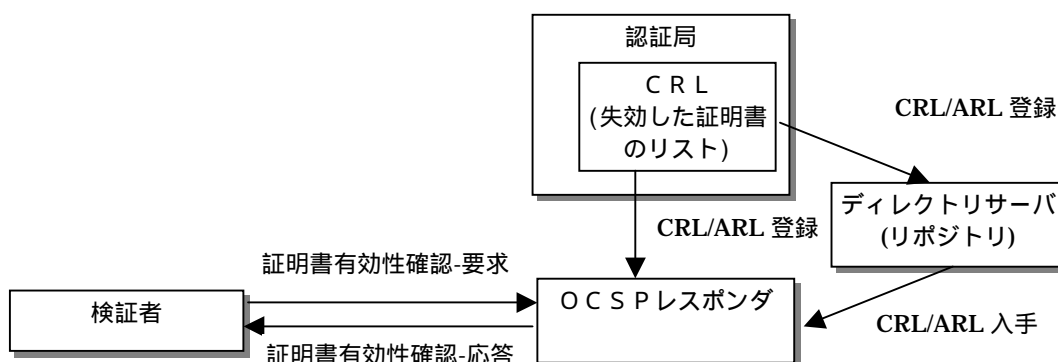 認証局
ＣＲＬ
(失効した証明書
のリスト)
CRL/ARL 登録
ディレクトリサーバ
(リポジトリ)
CRL/ARL 登録
証明書有効性確認-要求
検証者
ＯＣＳＰレスポンダ
CRL/ARL 入手
証明書有効性確認-応答